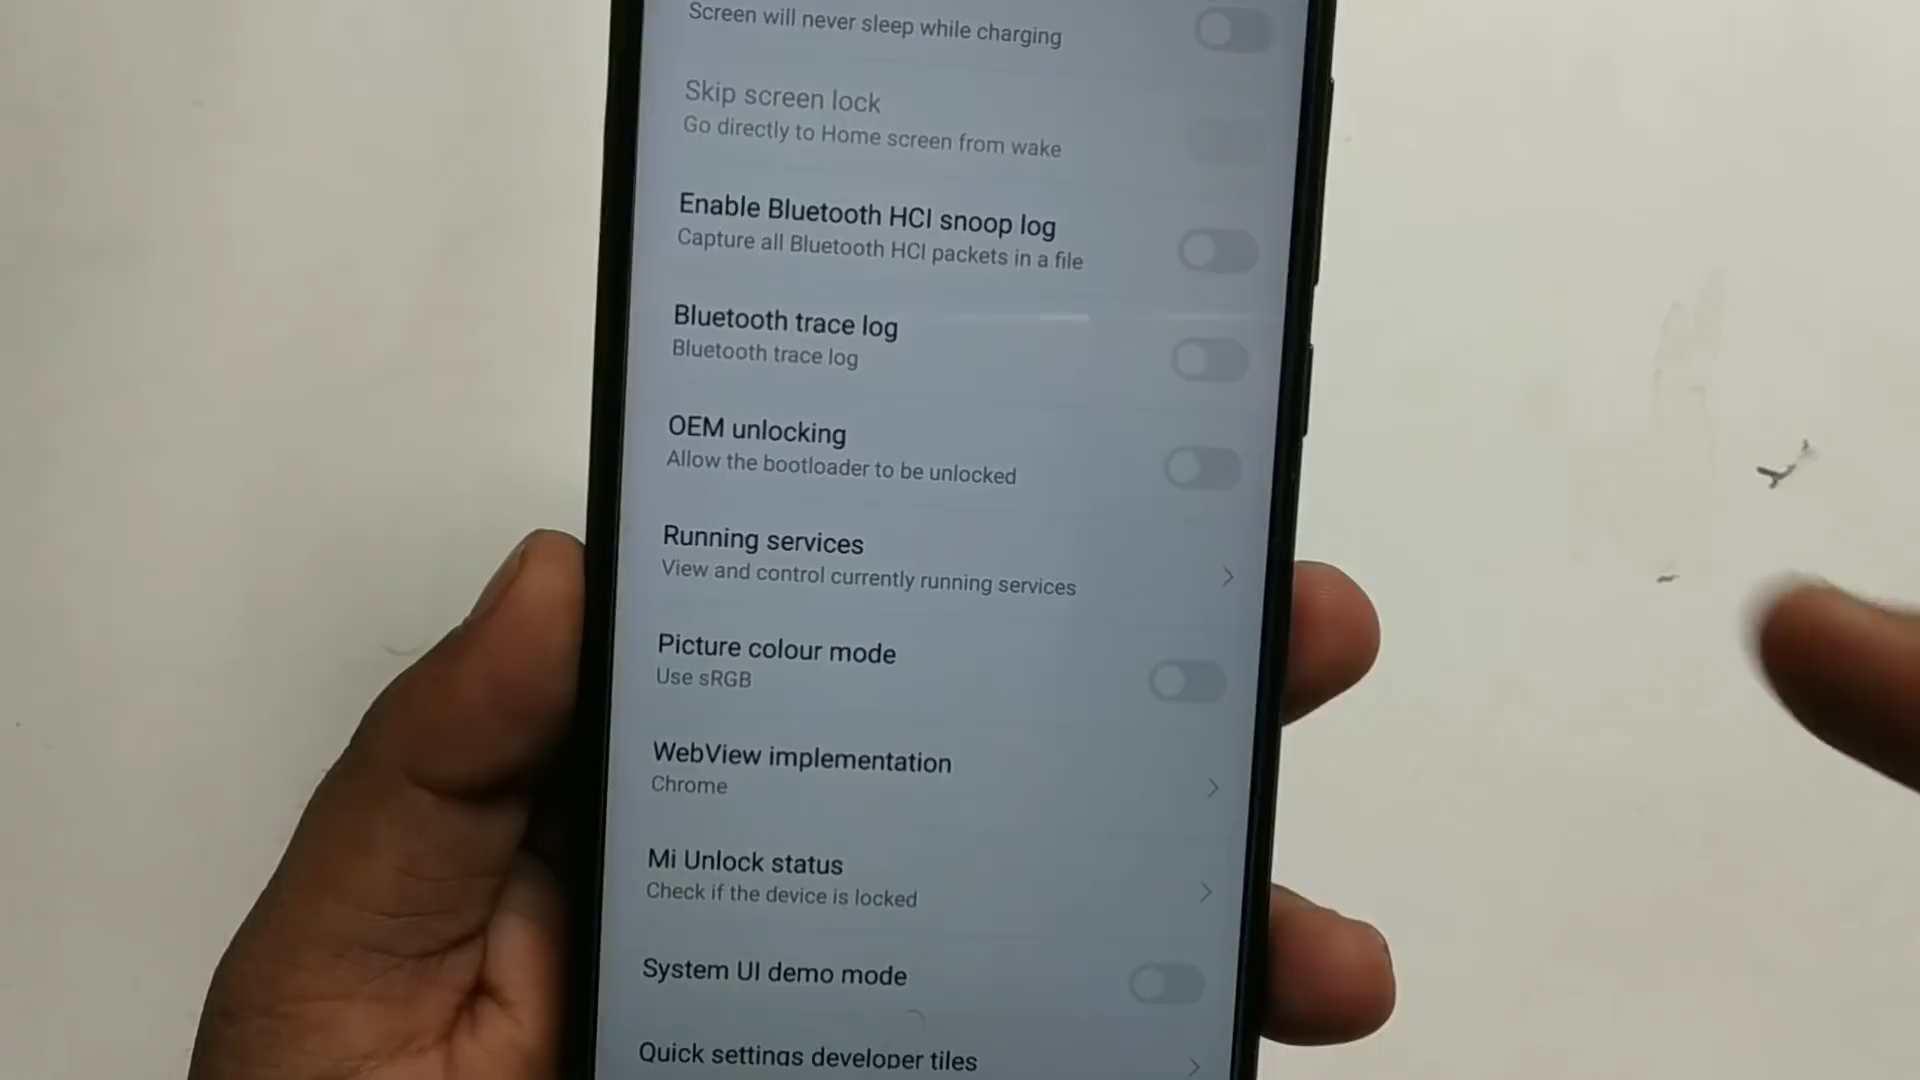 Screen will never sleep while charging
Skip screen lock
Go directly to Home screen from wake
Enable Bluetooth HCI snoop log
Capture all Bluetooth HCI packets in a file
Bluetooth trace log
Bluetooth trace log
OEM unlocking
Allow the bootloader to be unlocked
Running services
View and control currently running services
Picture colour mode
Use sRGB
WebView implementation
Chrome
Mi Unlock status
Check if the device is locked
System UI demo mode
Quick settings developer tiles